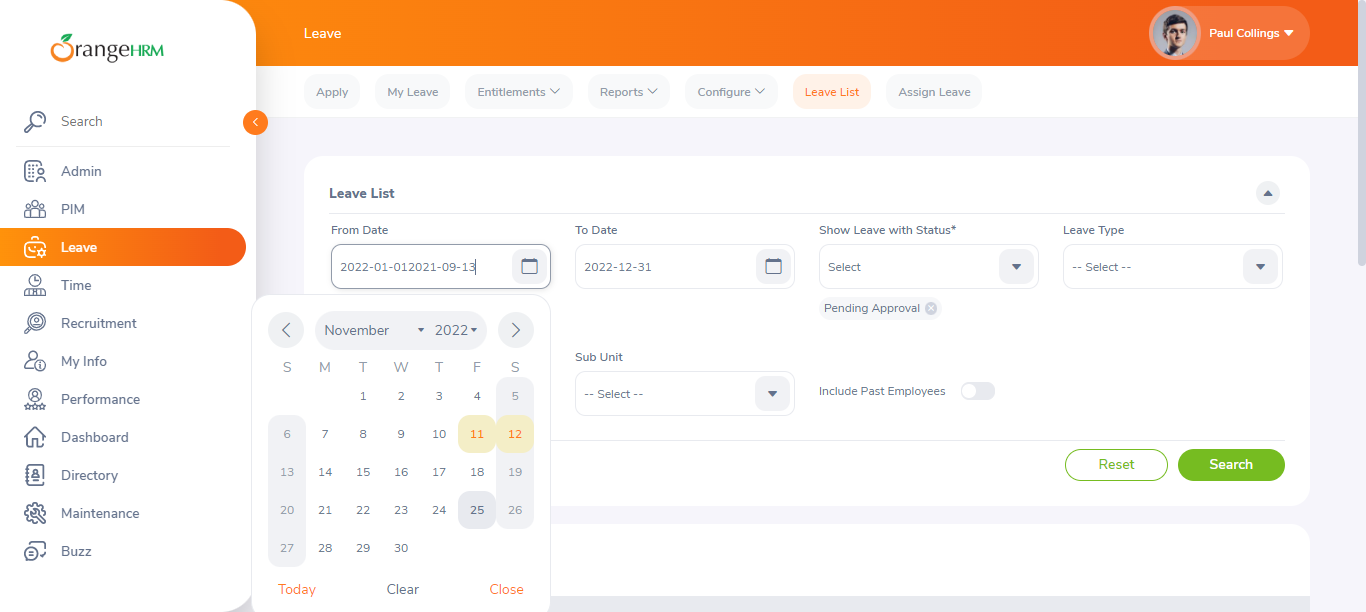 OrangeHRM
Leave
Paul Collings
Apply
My Leave
Entitlements
Reports
Configure
Leave List
Assign Leave
Search
Admin
PIM
Leave
Time
Recruitment
My Info
Performance
Dashboard
Directory
Maintenance
Buzz
Leave List
From Date
2022-01-012021-09-13
To Date
2022-12-31
Show Leave with Status*
Select
Pending Approval
Leave Type
-- Select --
November 2022
S M T W T F S
1 2 3 4 5
6 7 8 9 10 11 12
13 14 15 16 17 18 19
20 21 22 23 24 25 26
27 28 29 30
Today Clear Close
Sub Unit
-- Select --
Include Past Employees
Reset
Search